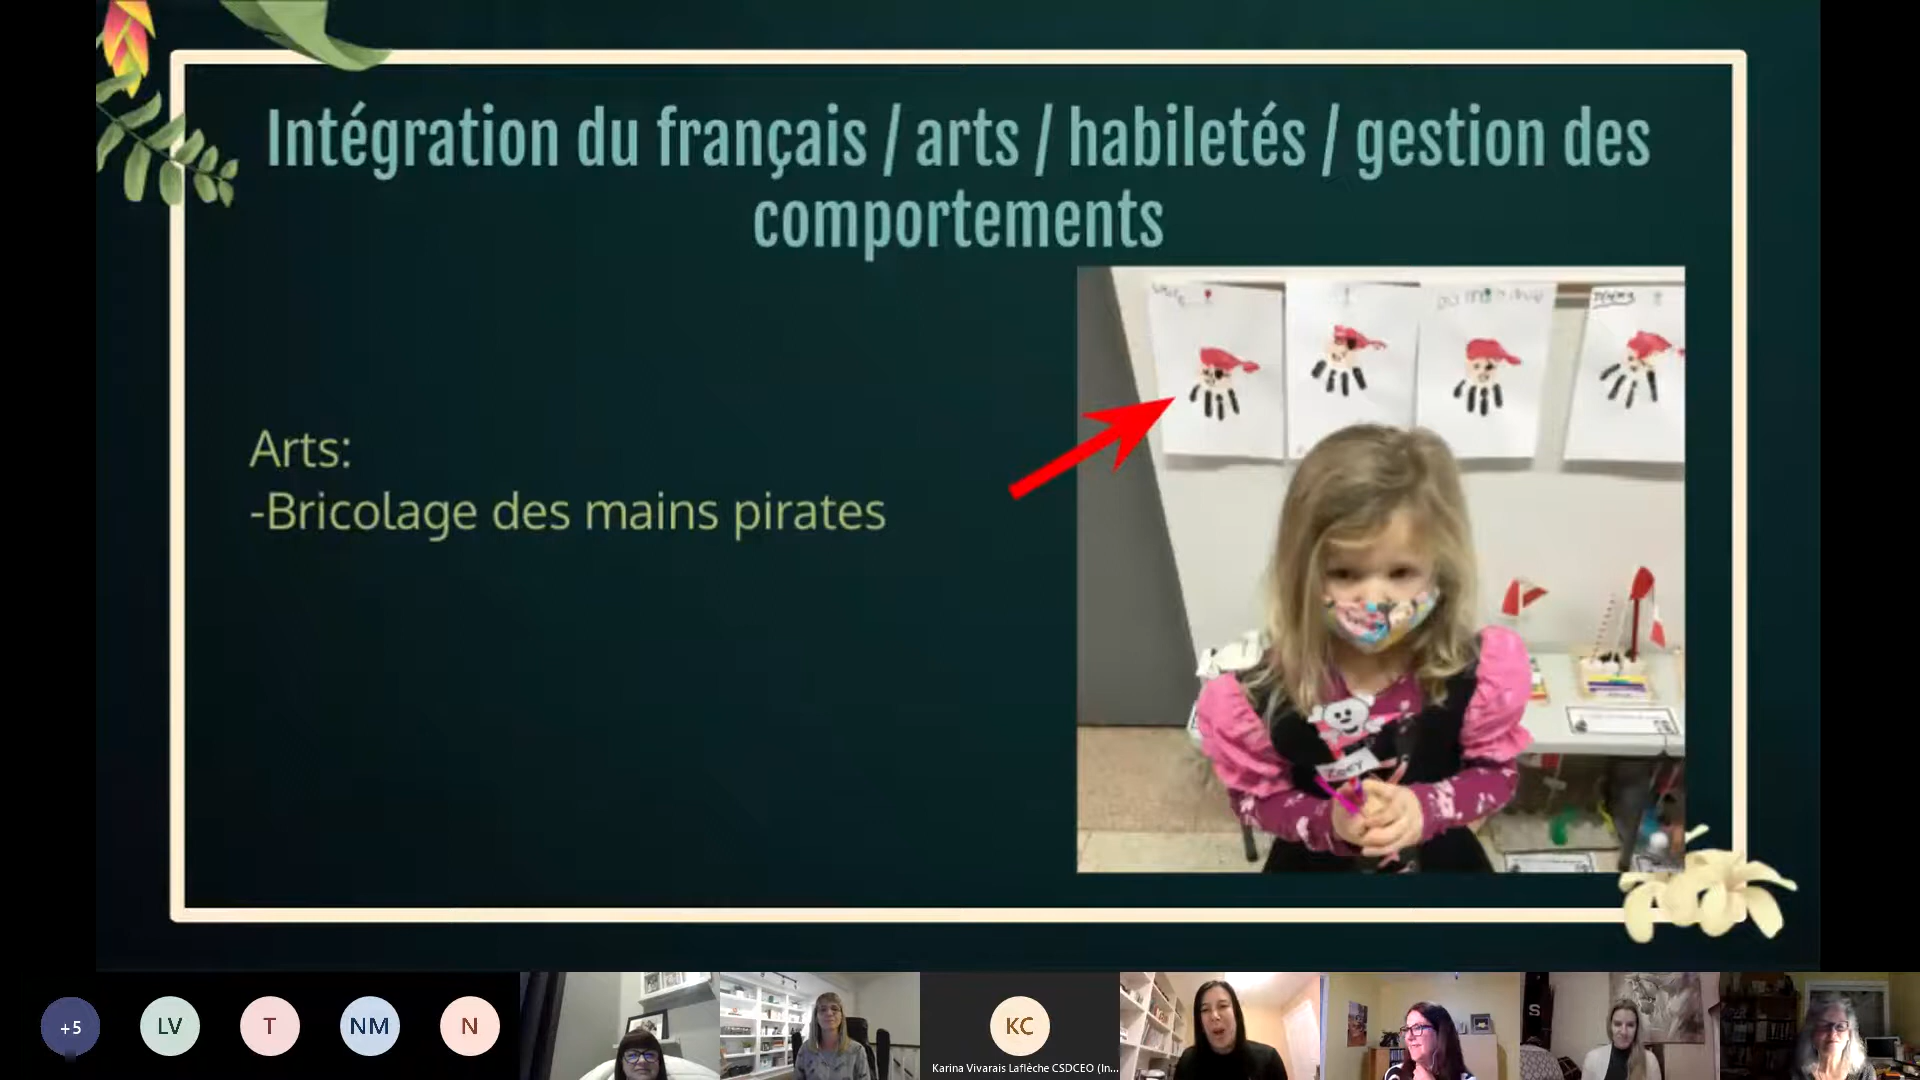 Intégration du français / arts / habiletés / gestion des
comportements
Arts:
-Bricolage des mains pirates
ZOEY
S
+5
LV
T
NM
N
KC
Karina Vivarais Laflèche CSDCEO (In...